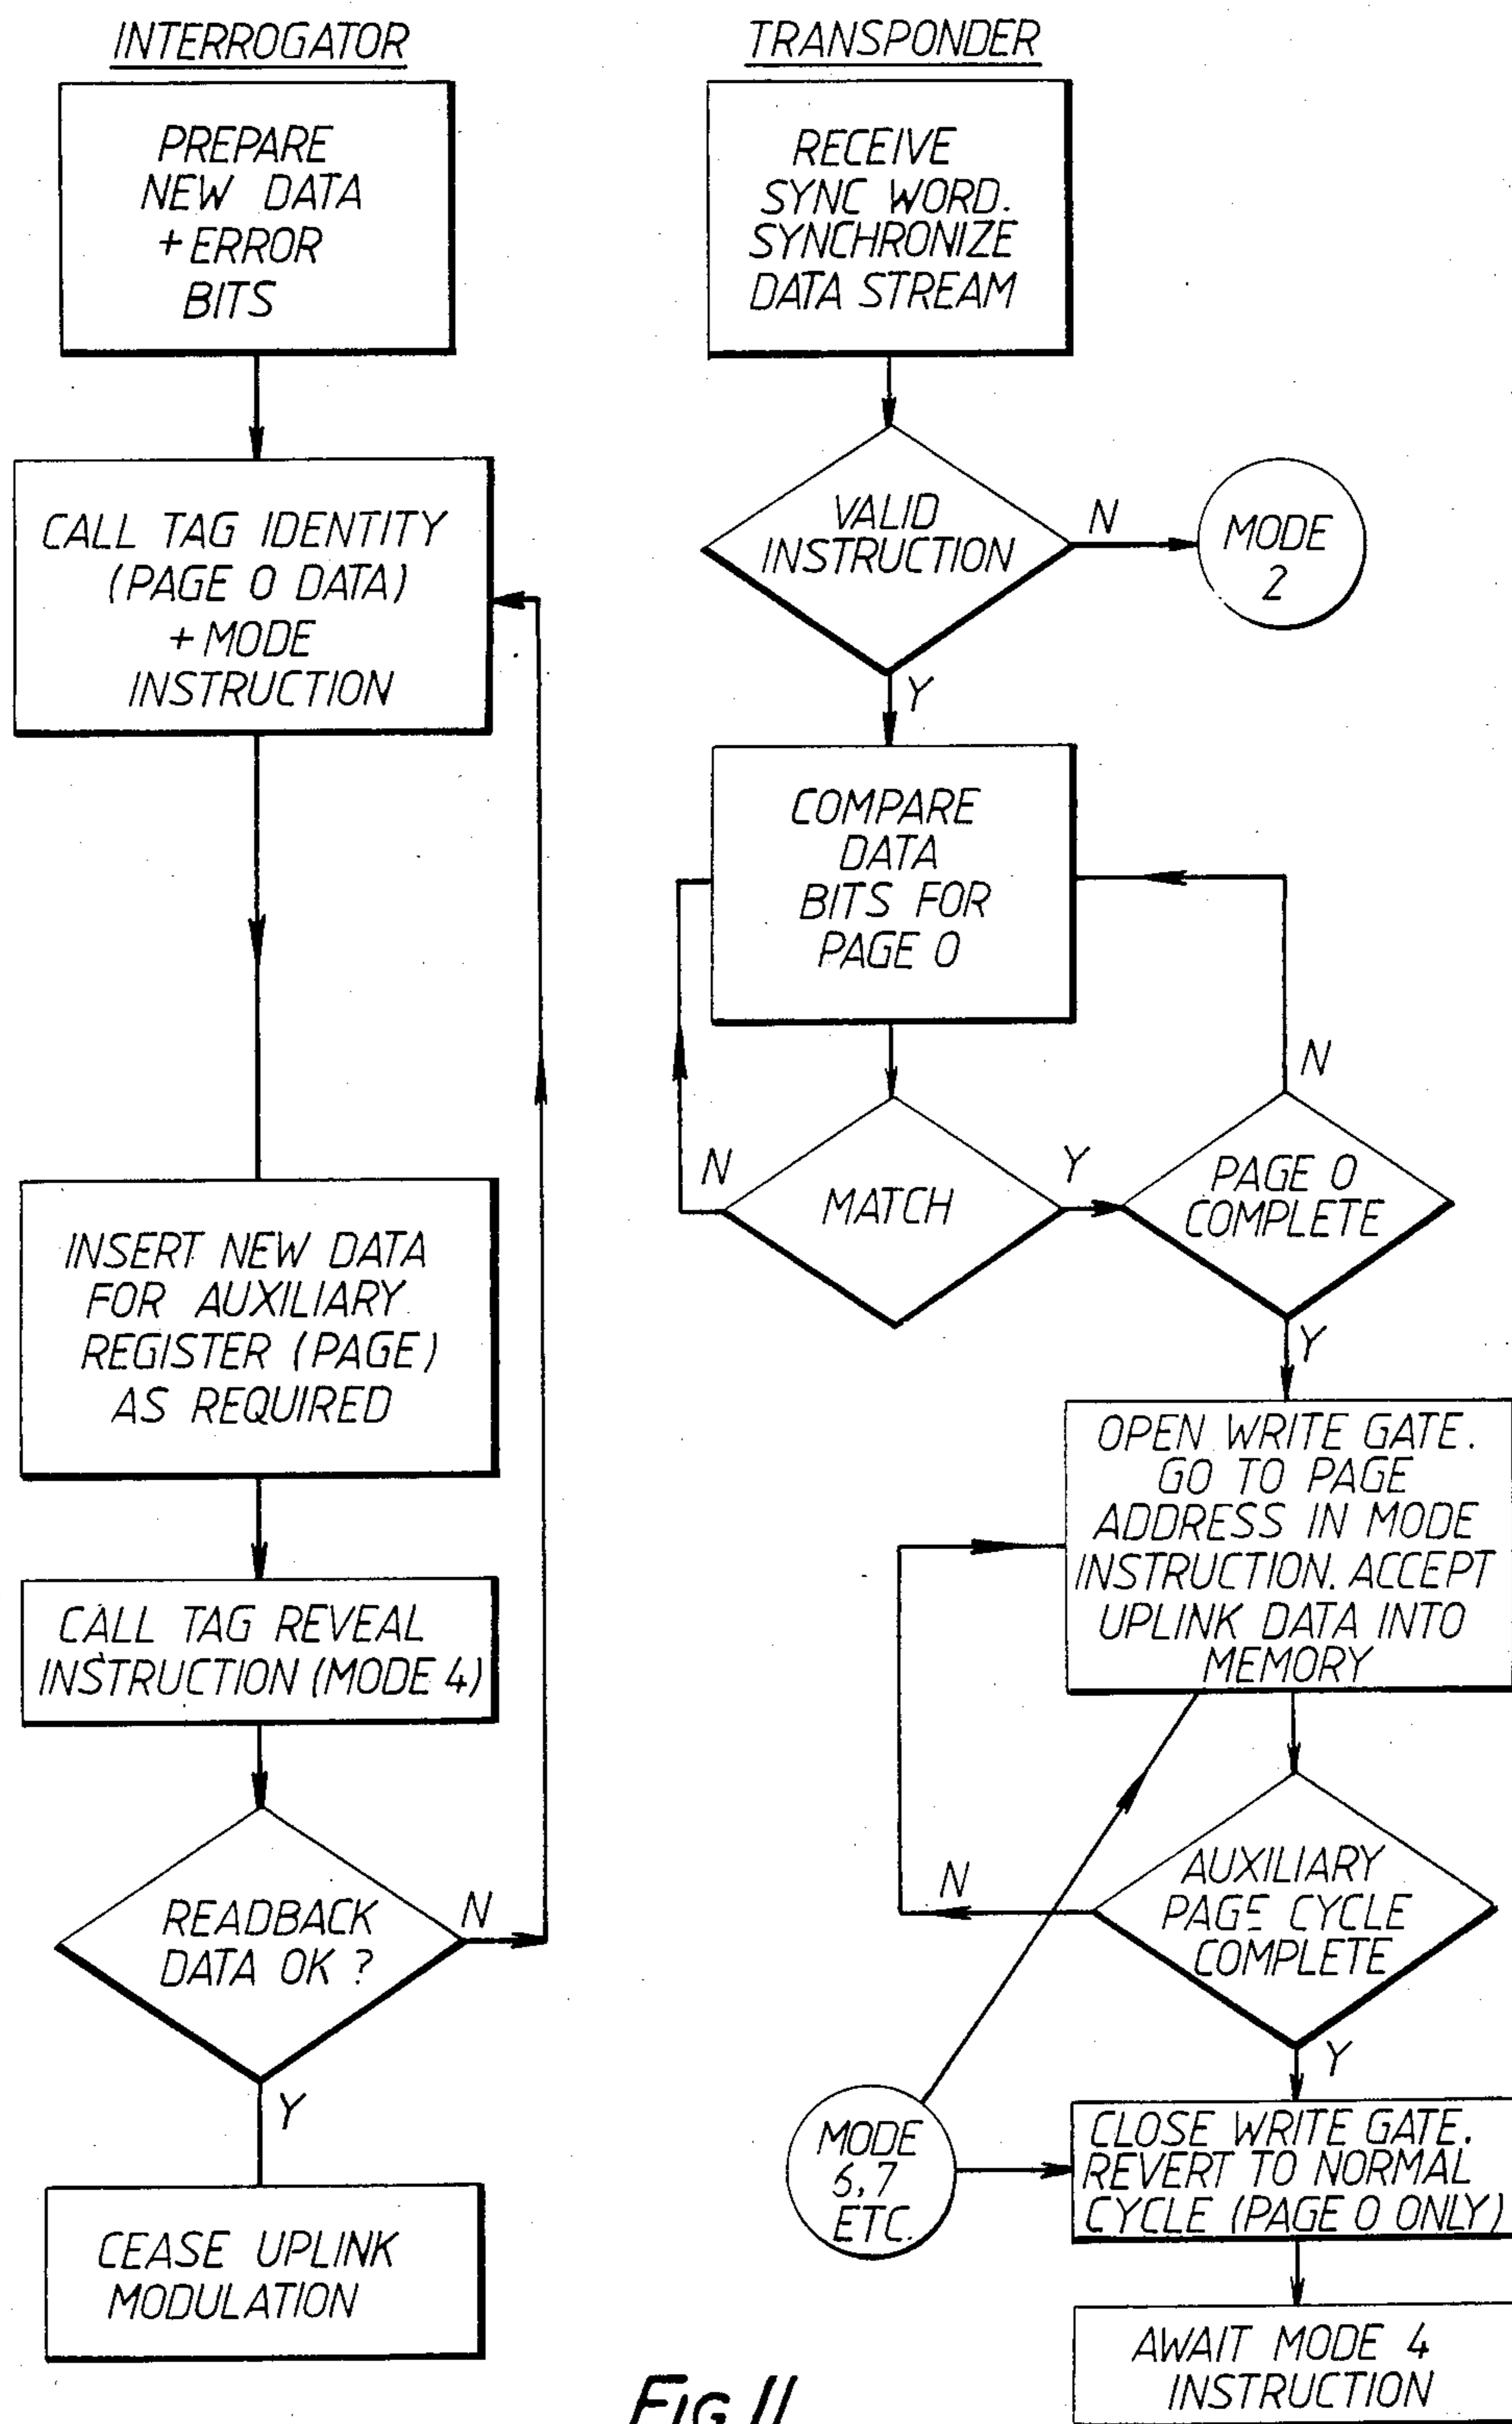 INTERROGATOR
PREPARE
NEW DATA
+ ERROR
BITS
CALL TAG IDENTITY
(PAGE 0 DATA)
+ MODE
INSTRUCTION
INSERT NEW DATA
FOR AUXILIARY
REGISTER (PAGE)
AS REQUIRED
CALL TAG REVEAL
INSTRUCTION (MODE 4)
READBACK
DATA OK ?
N
Y
CEASE UPLINK
MODULATION
TRANSPONDER
RECEIVE
SYNC WORD.
SYNCHRONIZE
DATA STREAM
VALID
INSTRUCTION
N
MODE
2
Y
COMPARE
DATA
BITS FOR
PAGE 0
N
MATCH
Y
PAGE 0
COMPLETE
N
Y
OPEN WRITE GATE.
GO TO PAGE
ADDRESS IN MODE
INSTRUCTION. ACCEPT
UPLINK DATA INTO
MEMORY
AUXILIARY
PAGE CYCLE
COMPLETE
N
Y
MODE
6,7
ETC.
CLOSE WRITE GATE.
REVERT TO NORMAL
CYCLE (PAGE 0 ONLY)
AWAIT MODE 4
INSTRUCTION
FIG 11